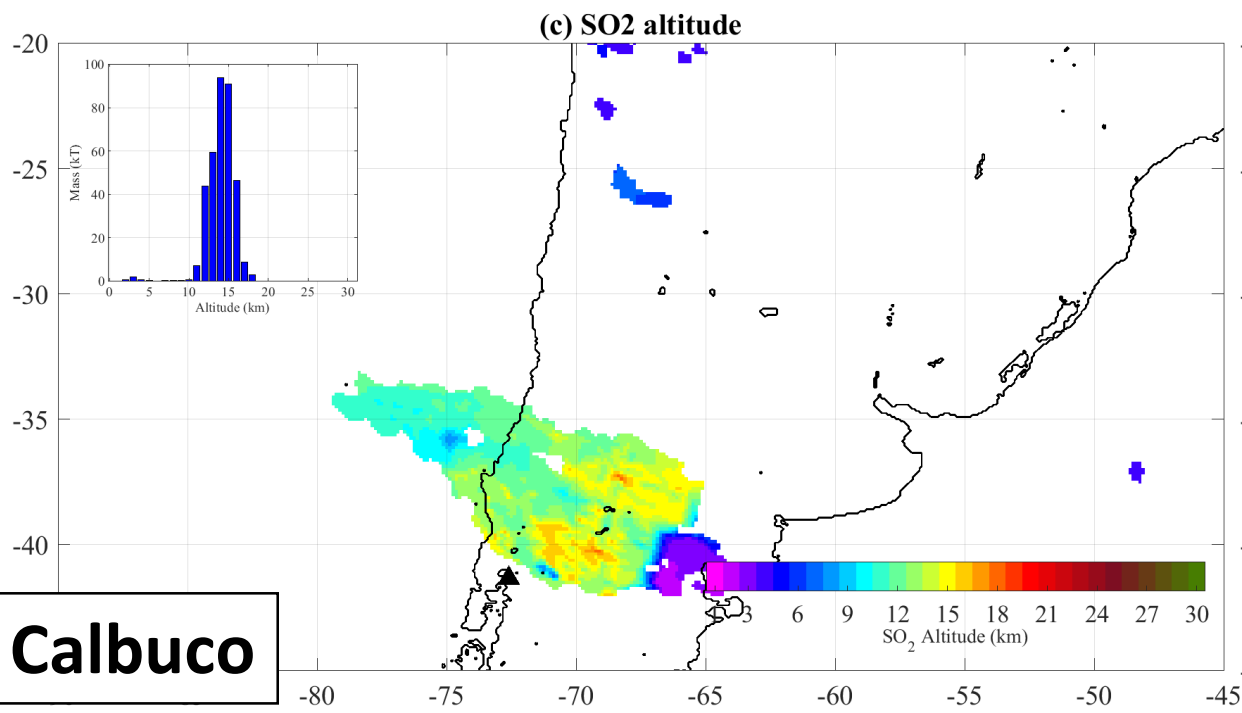 (c) SO2 altitude
-20
-25
-30
-35
-40
100
80
60
40
20
0
Mass (kT)
0 5 10 15 20 25 30
Altitude (km)
3 6 9 12 15 18 21 24 27 30
SO2 Altitude (km)
Calbuco
-80 -75 -70 -65 -60 -55 -50 -45